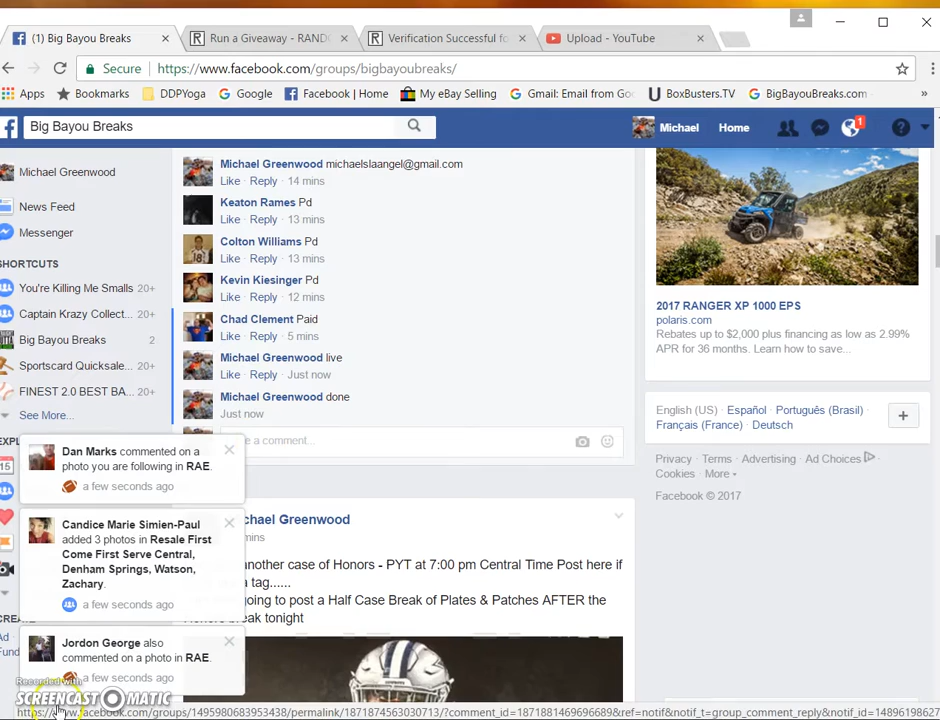 (1) Big Bayou Breaks
Run a Giveaway - RAND
Verification Successful fo
Upload - YouTube
Secure
https://www.facebook.com/groups/bigbayoubreaks/
Apps
Bookmarks
DDPYoga
Google
Facebook | Home
My eBay Selling
Gmail: Email from Go
BoxBusters.TV
BigBayouBreaks.com
»
Big Bayou Breaks
Michael
Home
1
Michael Greenwood
News Feed
Messenger
SHORTCUTS
You're Killing Me Smalls 20+
Captain Krazy Collect... 20+
Big Bayou Breaks 2
Sportscard Quicksale... 20+
FINEST 2.0 BEST BA... 20+
See More...
EXPL
15
CREATE
Ad
Fund
Michael Greenwood michaelslaangel@gmail.com
Like · Reply · 14 mins
Keaton Rames Pd
Like · Reply · 13 mins
Colton Williams Pd
Like · Reply · 13 mins
Kevin Kiesinger Pd
Like · Reply · 12 mins
Chad Clement Paid
Like · Reply · 5 mins
Michael Greenwood live
Like · Reply · Just now
Michael Greenwood done
Just now
e a comment...
chael Greenwood
mins
nother case of Honors - PYT at 7:00 pm Central Time Post here if
a tag......
going to post a Half Case Break of Plates & Patches AFTER the
break tonight
Dan Marks commented on a
photo you are following in RAE.
a few seconds ago
Candice Marie Simien-Paul
added 3 photos in Resale First
Come First Serve Central,
Denham Springs, Watson,
Zachary.
a few seconds ago
Jordon George also
commented on a photo in RAE.
a few seconds ago
2017 RANGER XP 1000 EPS
polaris.com
Rebates up to $2,000 plus financing as low as 2.99%
APR for 36 months. Learn how to save...
English (US) · Español · Português (Brasil) ·
Français (France) · Deutsch
Privacy · Terms · Advertising · Ad Choices ·
Cookies · More
Facebook © 2017
Recorded with
SCREENCAST MATIC